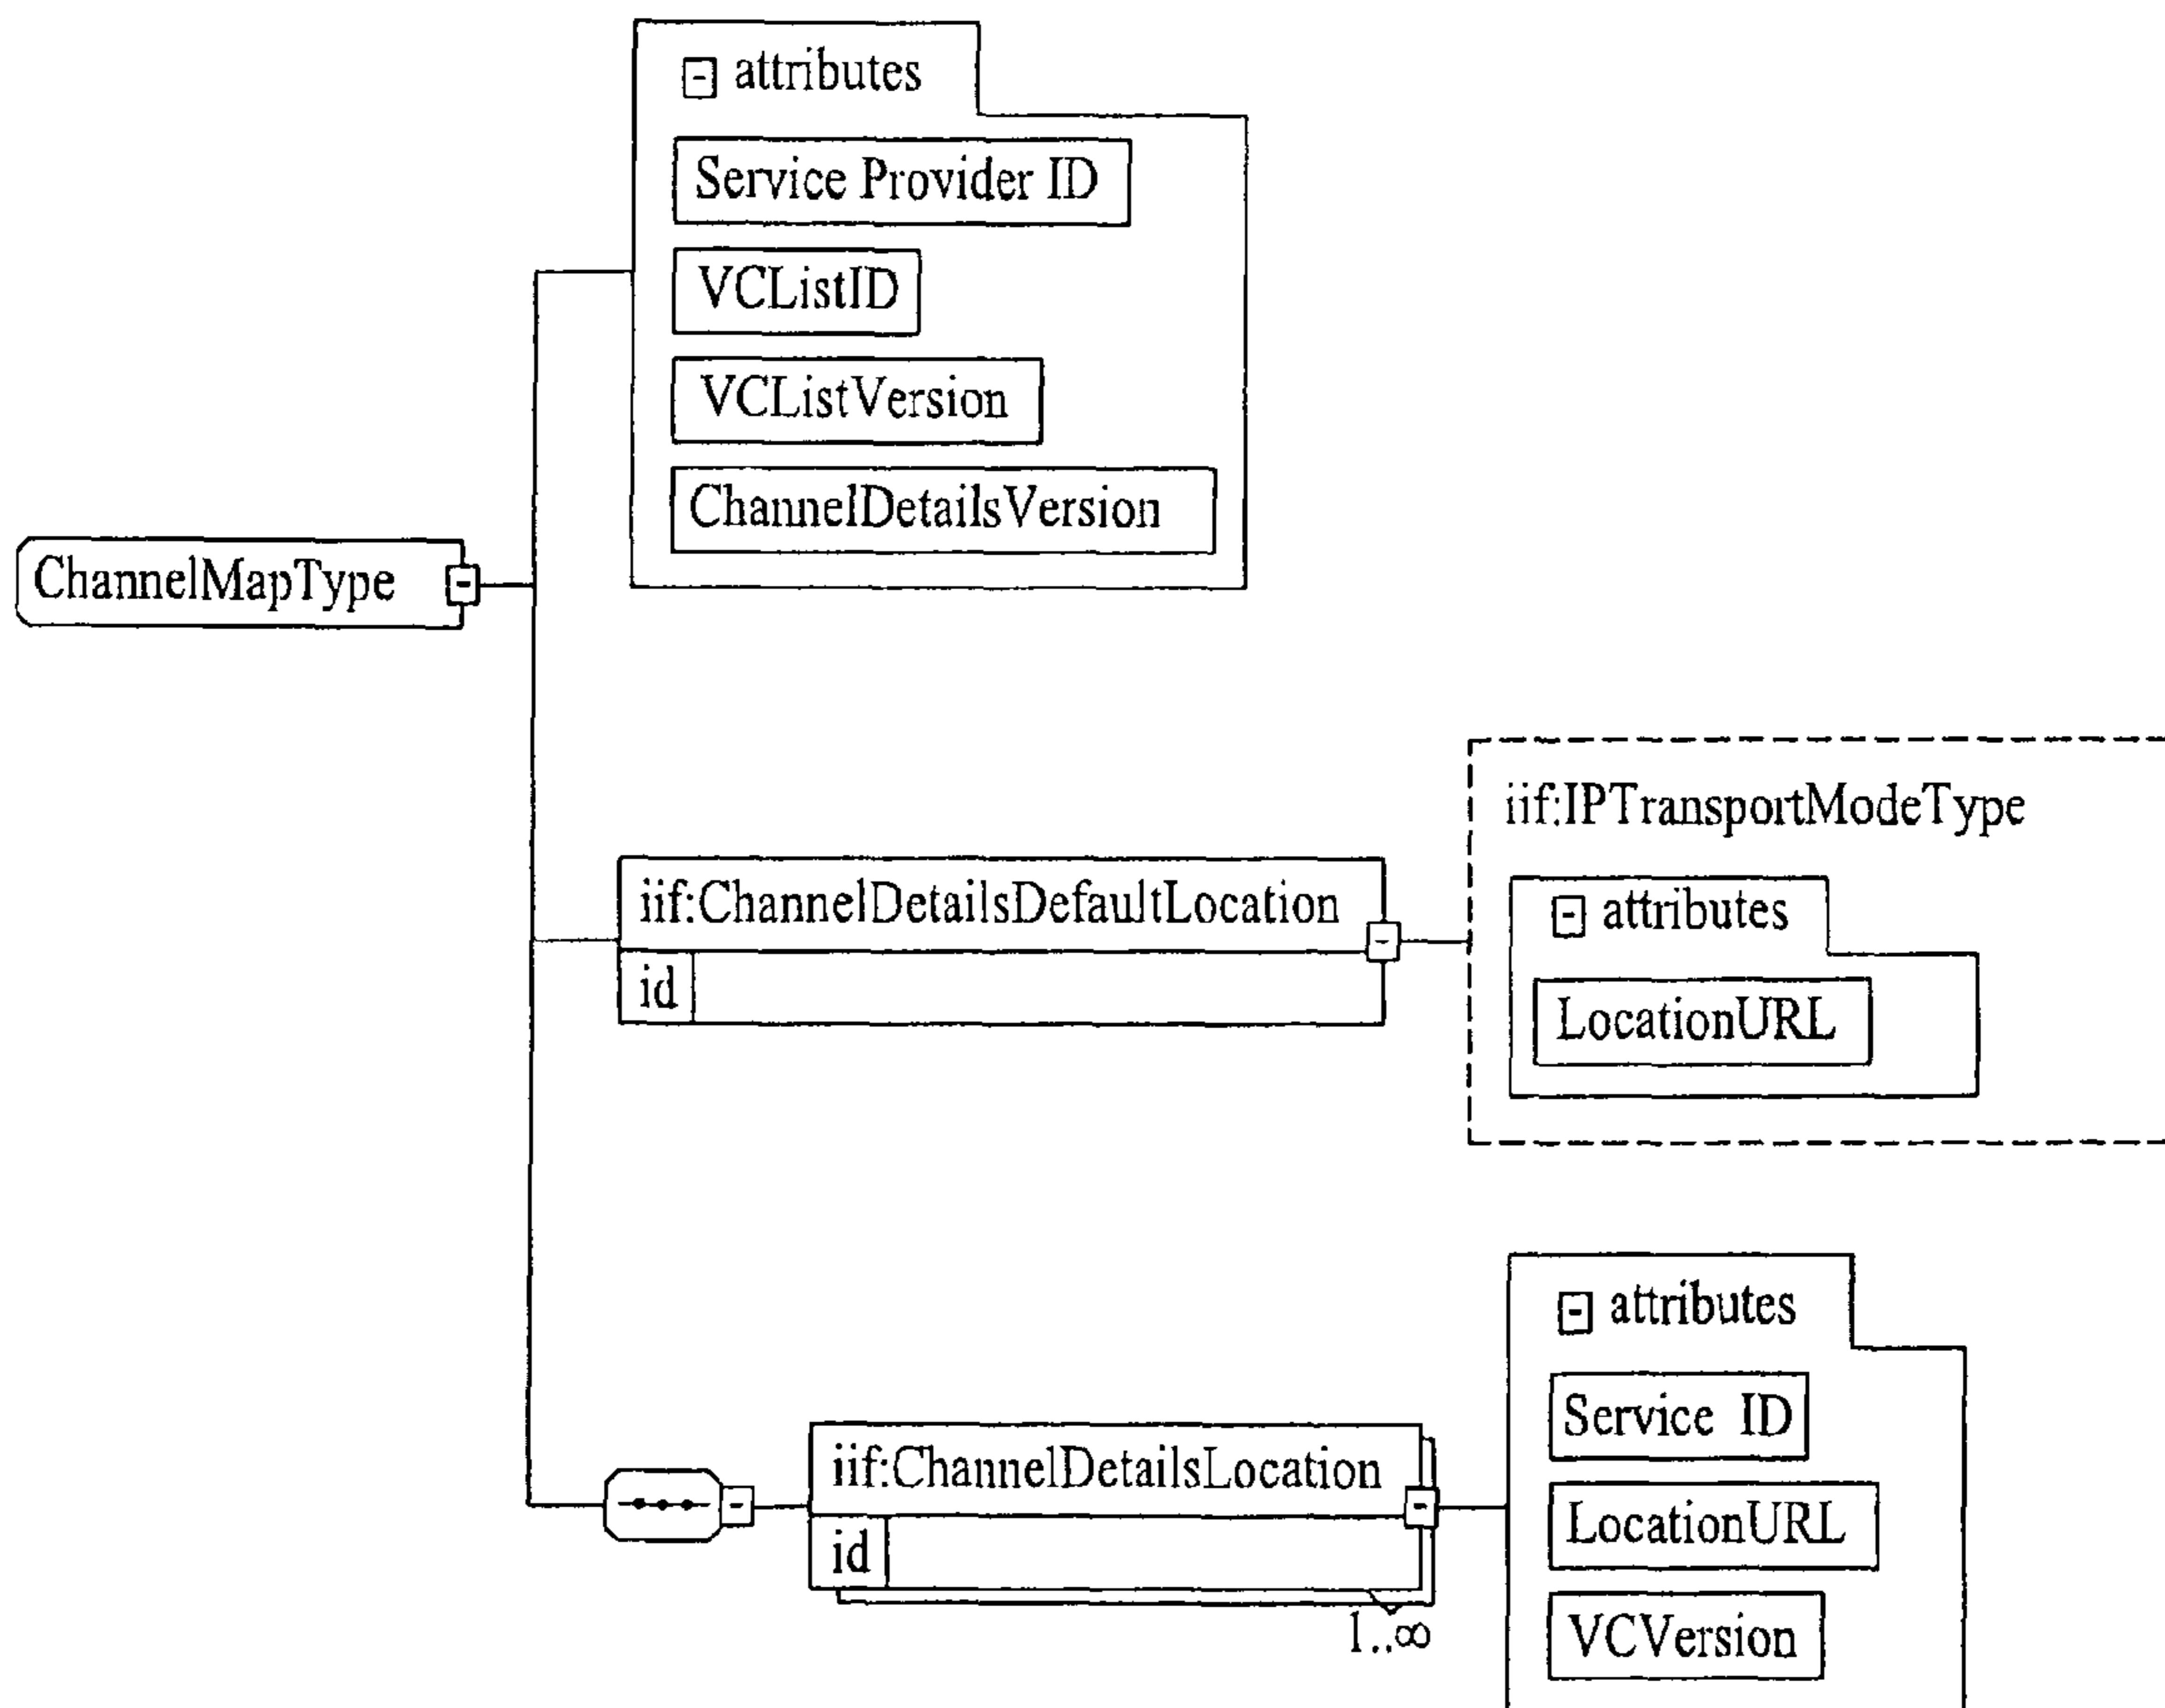 attributes
Service Provider ID
VCListID
VCListVersion
ChannelDetailsVersion
ChannelMapType
iif:IPTransportModeType
iif:ChannelDetailsDefaultLocation
attributes
id
LocationURL
attributes
Service ID
iif:ChannelDetailsLocation
LocationURL
id
VCVersion
1..∞